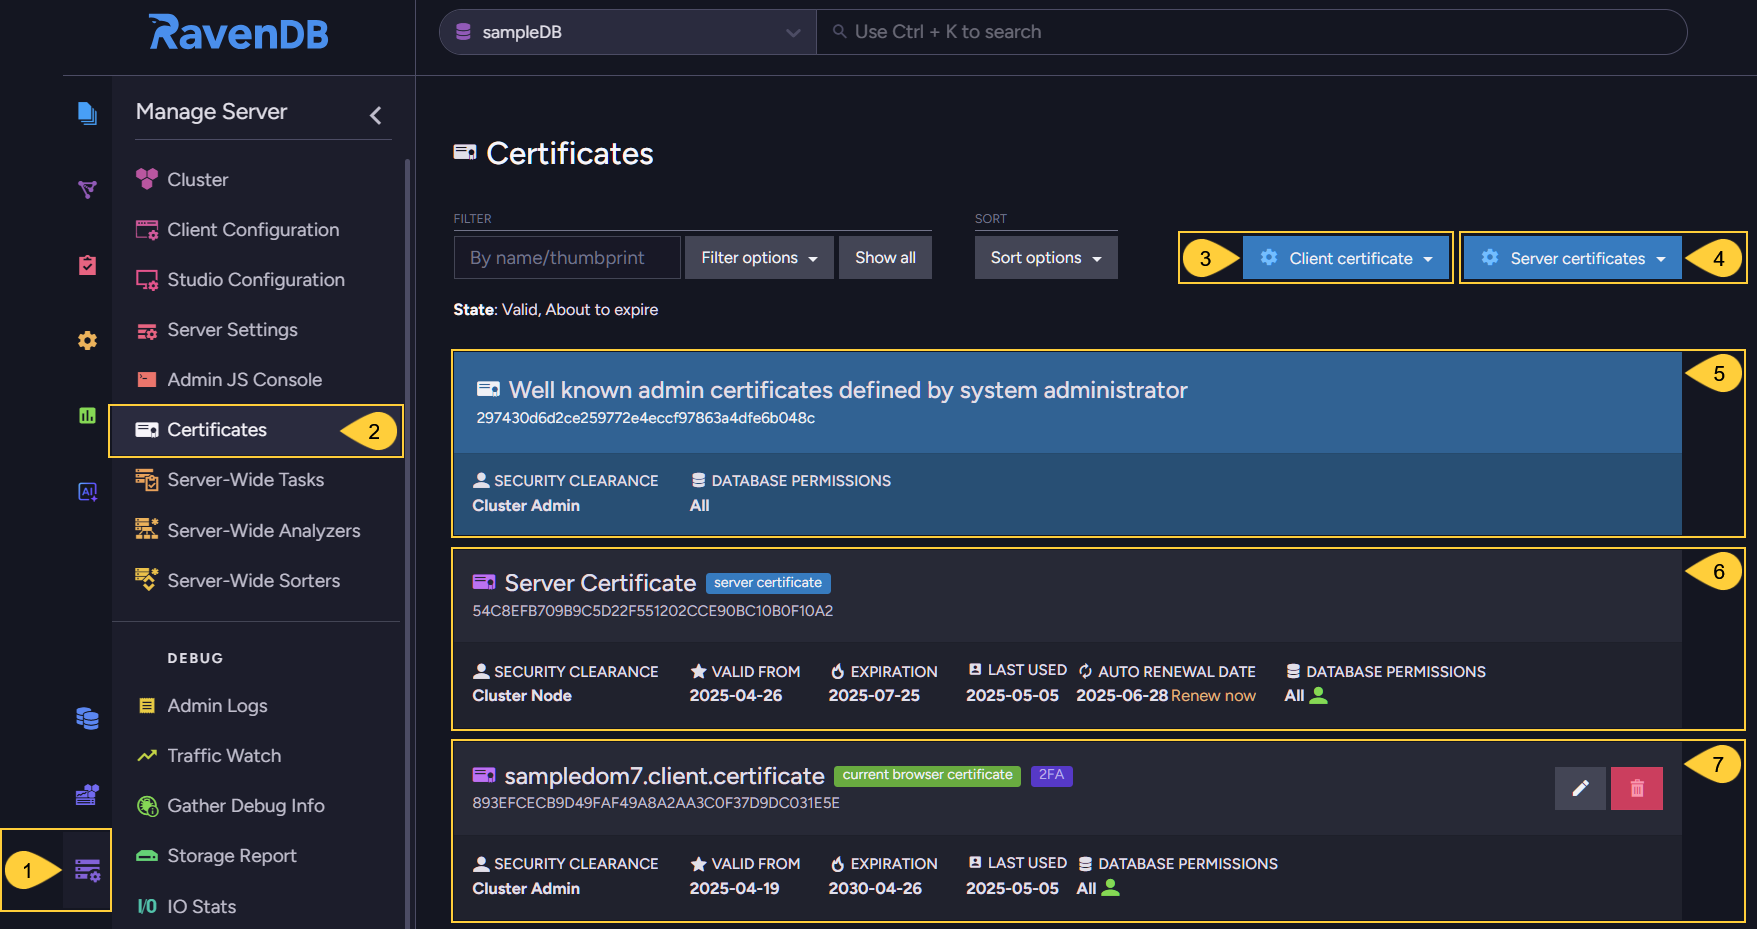 RavenDB
sampleDB
Use Ctrl + K to search
Manage Server
Cluster
Client Configuration
Studio Configuration
Server Settings
Admin JS Console
Certificates
2
Server-Wide Tasks
Server-Wide Analyzers
Server-Wide Sorters
DEBUG
Admin Logs
Traffic Watch
Gather Debug Info
Storage Report
I/O IO Stats
AI
1
Certificates
FILTER
By name/thumbprint Filter options Show all
SORT
Sort options
3 Client certificate
Server certificates 4
State: Valid, About to expire
Well known admin certificates defined by system administrator
5
297430d6d2ce259772e4eccf97863a4dfe6b048c
SECURITY CLEARANCE DATABASE PERMISSIONS
Cluster Admin All
Server Certificate server certificate
6
54C8EFB709B9C5D22F551202CCE90BC10B0F10A2
SECURITY CLEARANCE VALID FROM EXPIRATION LAST USED AUTO RENEWAL DATE DATABASE PERMISSIONS
Cluster Node 2025-04-26 2025-07-25 2025-05-05 2025-06-28 Renew now All
sampledom7.client.certificate current browser certificate 2FA
7
893EFCECB9D49FAF49A8A2AA3C0F37D9DC031E5E
SECURITY CLEARANCE VALID FROM EXPIRATION LAST USED DATABASE PERMISSIONS
Cluster Admin 2025-04-19 2030-04-26 2025-05-05 All